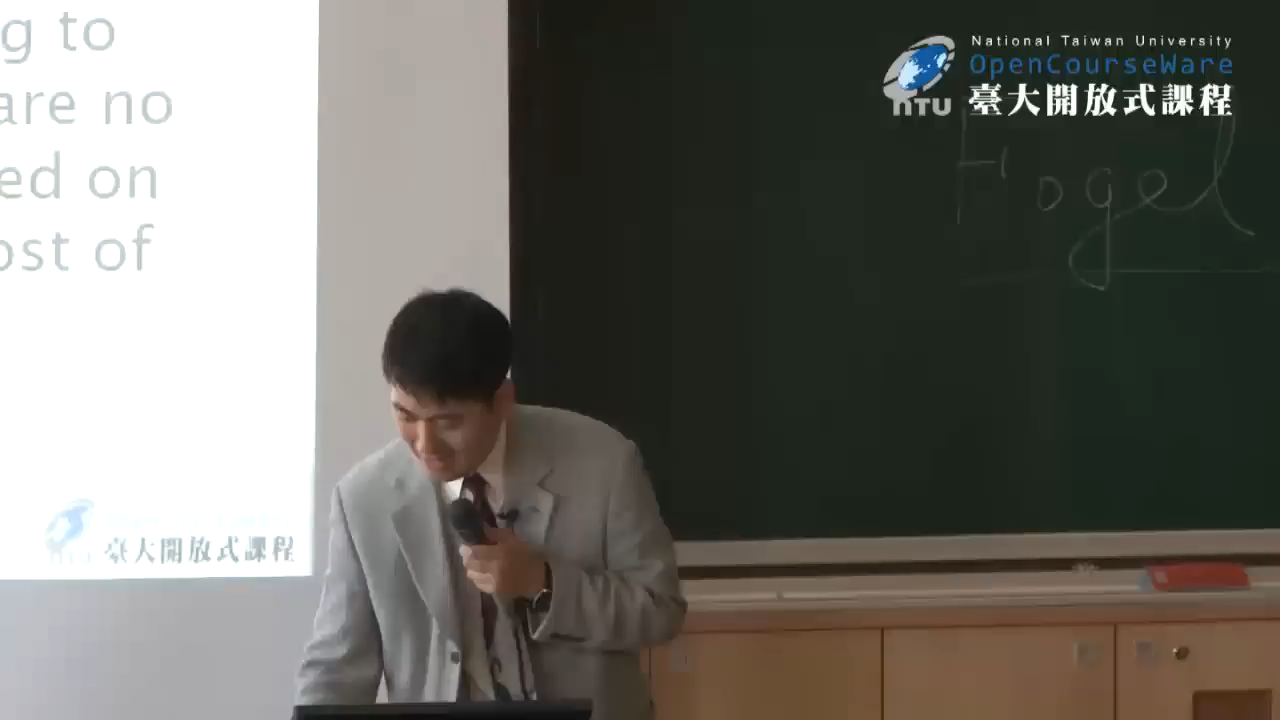 g to
are no
ed on
ost of
臺大開放式課程
National Taiwan University
OpenCourseWare
NTU 臺大開放式課程
Fogel